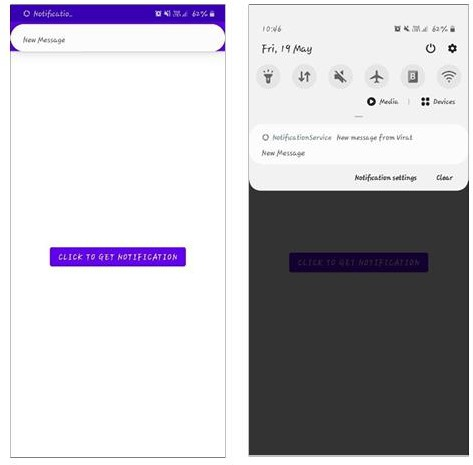 Notificatio..
62%
New Message
CLICK TO GET NOTIFICATION
10:46
62%
Fri, 19 May
Media | Devices
NotificationService New message from Virat
New Message
Notification settings Clear
CLICK TO GET NOTIFICATION